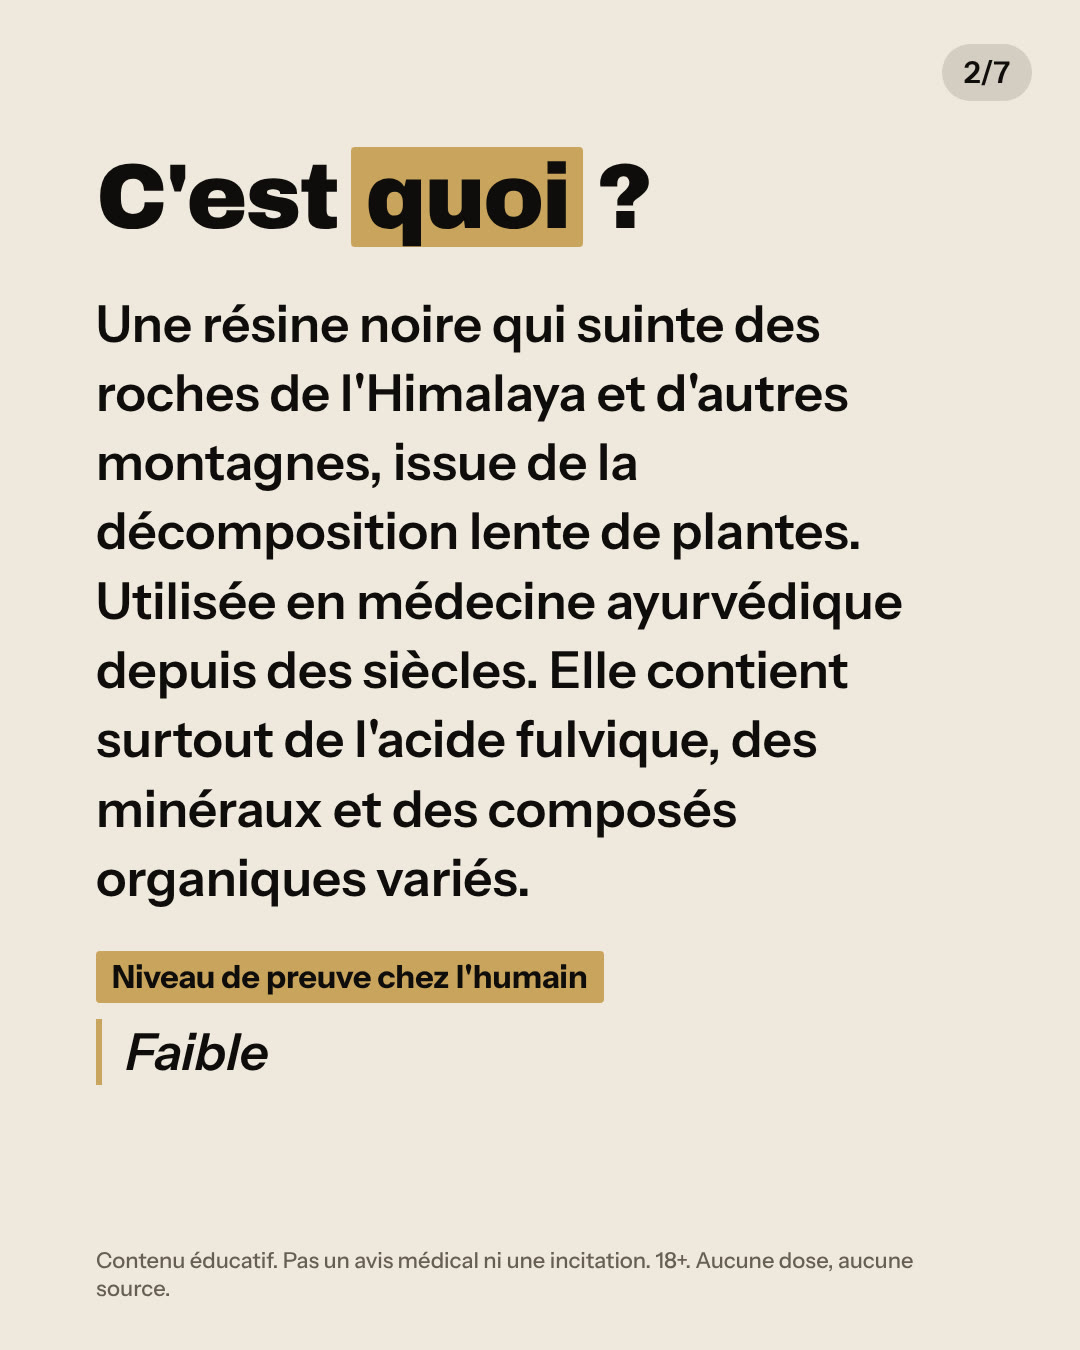 2/7
C'est quoi ?
Une résine noire qui suinte des
roches de l'Himalaya et d'autres
montagnes, issue de la
décomposition lente de plantes.
Utilisée en médecine ayurvédique
depuis des siècles. Elle contient
surtout de l'acide fulvique, des
minéraux et des composés
organiques variés.
Niveau de preuve chez l'humain
Faible
Contenu éducatif. Pas un avis médical ni une incitation. 18+. Aucune dose, aucune
source.